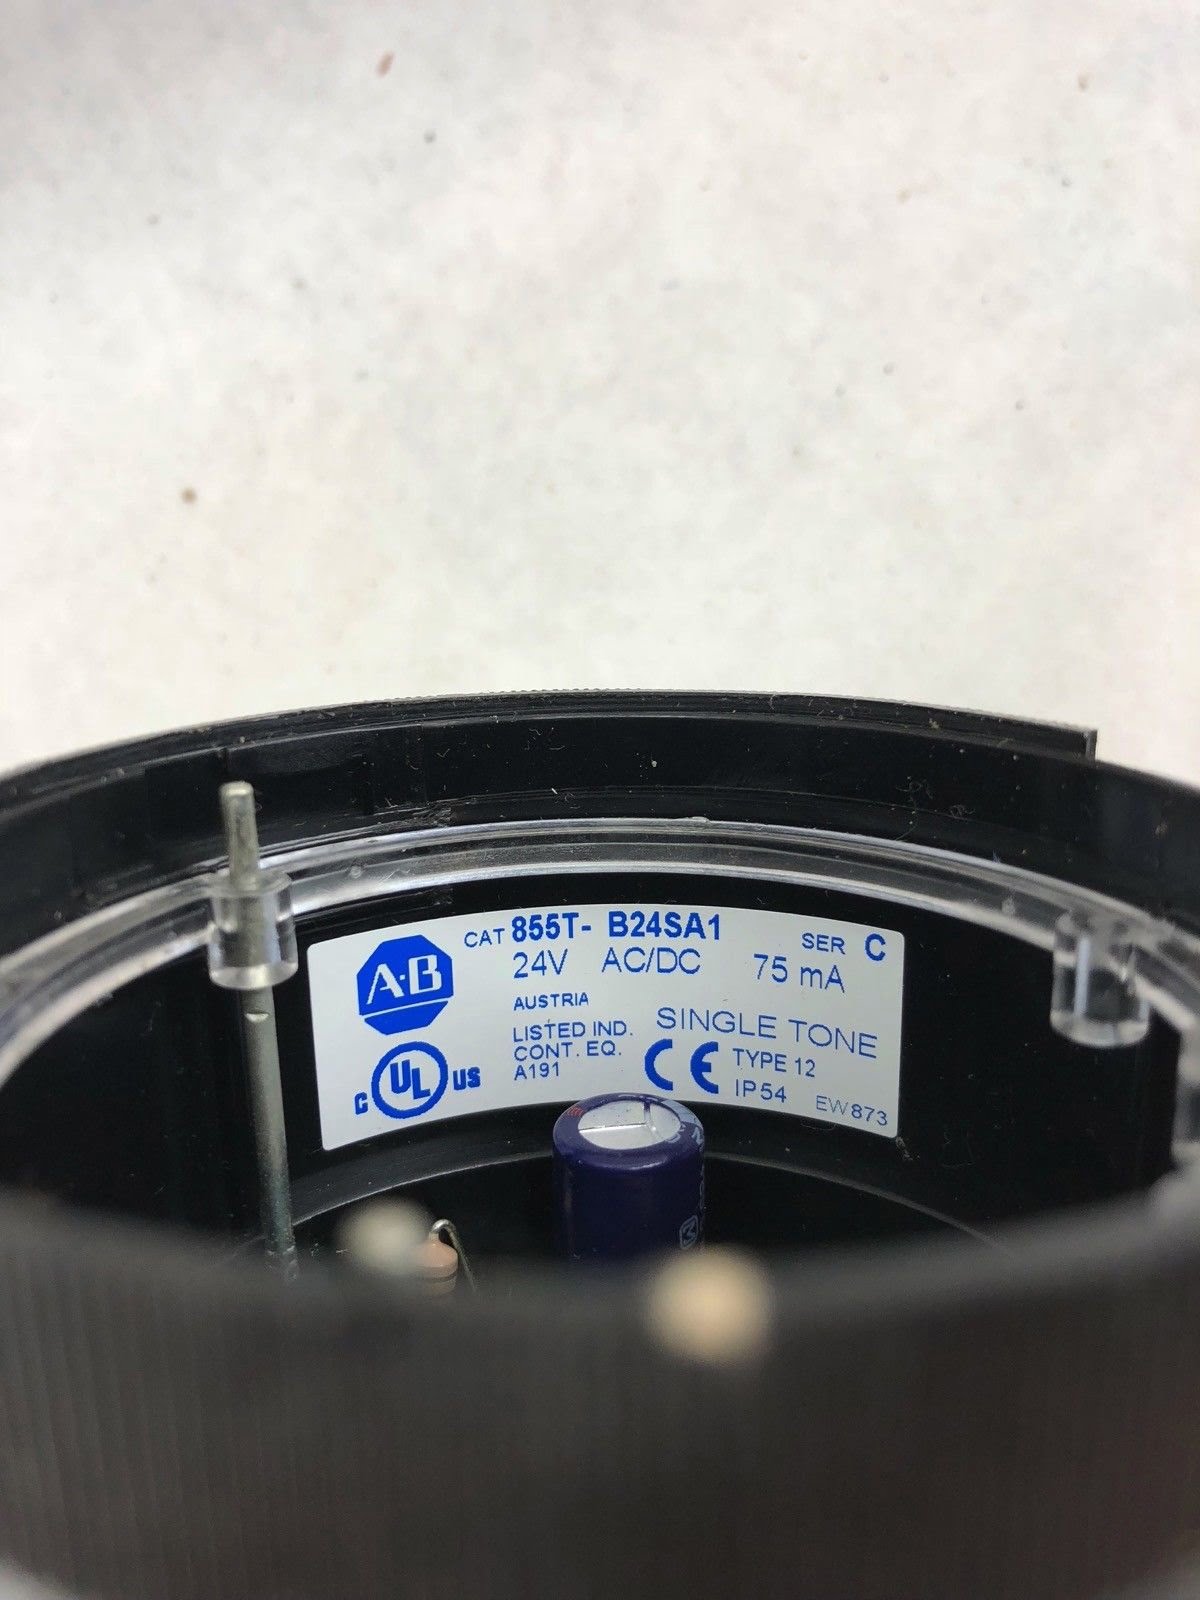 CAT 855T- B24SA1 SER C
A-B 24V AC/DC 75 mA
AUSTRIA
LISTED IND. SINGLE TONE
CONT. EQ. CE TYPE 12
C UL US A191 IP54 EW873